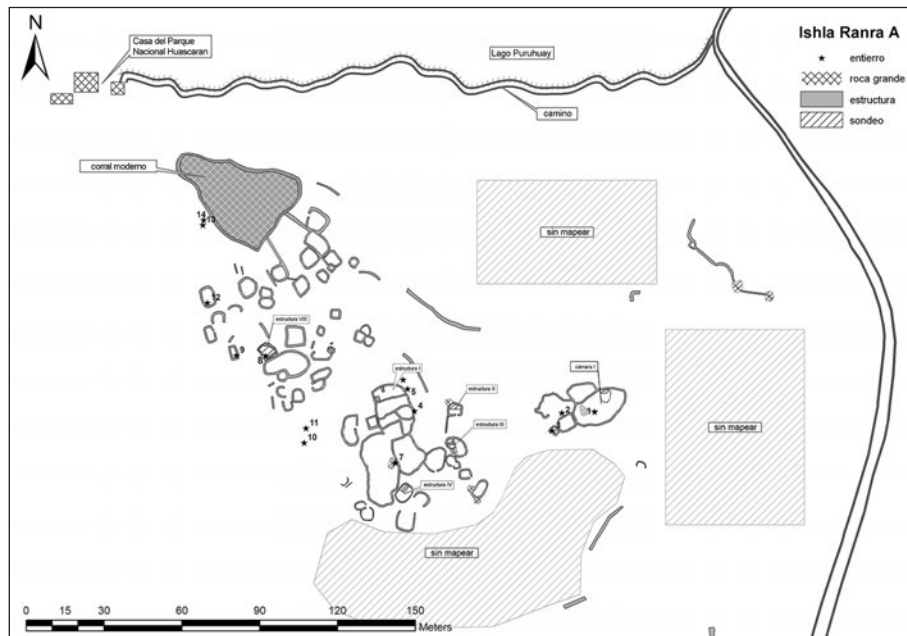 N
Casa del Parque
Nacional Huascaran
Lago Puruhuay
camino
Ishla Ranra A
entierro
roca grande
estructura
sondeo
corral moderno
sin mapear
14
13
12
estructura VIII
9
8
estructura I
5
4
estructura II
cámara I
2
1
3
11
10
estructura III
7
estructura IV
sin mapear
sin mapear
0 15 30 60 90 120 150
Meters